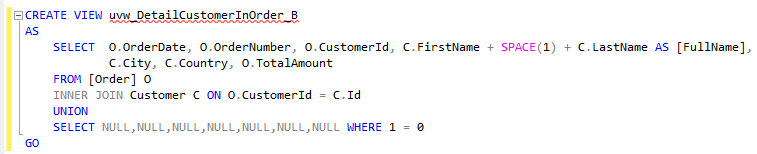 CREATE VIEW uvw_DetailCustomerInOrder_B
AS
SELECT O.OrderDate, O.OrderNumber, O.CustomerId, C.FirstName + SPACE(1) + C.LastName AS [FullName],
C.City, C.Country, O.TotalAmount
FROM [Order] O
INNER JOIN Customer C ON O.CustomerId = C.Id
UNION
SELECT NULL,NULL,NULL,NULL,NULL,NULL,NULL WHERE 1 = 0
GO